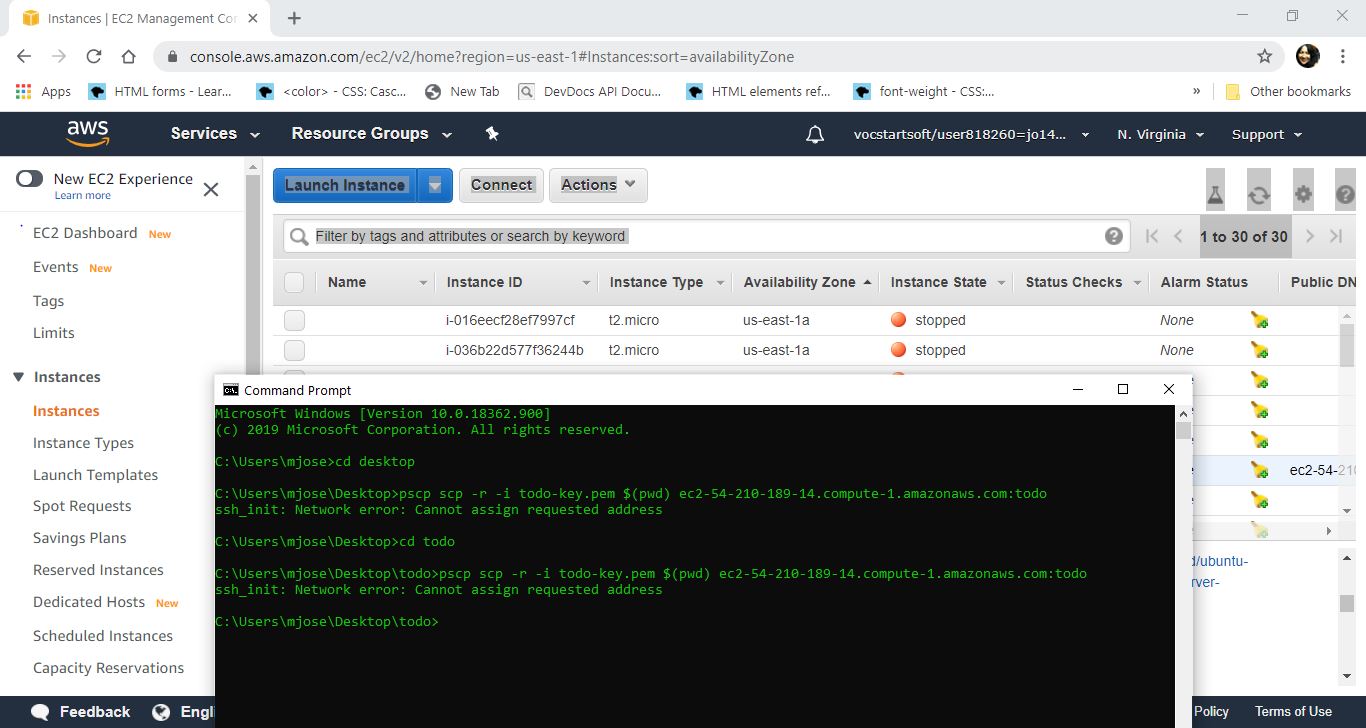 Instances | EC2 Management Con
console.aws.amazon.com/ec2/v2/home?region=us-east-1#Instances:sort=availabilityZone
Apps HTML forms - Lear... <color> - CSS: Casc... New Tab DevDocs API Docu... HTML elements ref... font-weight - CSS:... » Other bookmarks
aws Services Resource Groups vocstartsoft/user818260=jo14... N. Virginia Support
New EC2 Experience
Learn more
EC2 Dashboard New
Events New
Tags
Limits
Instances
Instances
Instance Types
Launch Templates
Spot Requests
Savings Plans
Reserved Instances
Dedicated Hosts New
Scheduled Instances
Capacity Reservations
Launch Instance Connect Actions
Filter by tags and attributes or search by keyword 1 to 30 of 30
Name Instance ID Instance Type Availability Zone Instance State Status Checks Alarm Status Public DN
i-016eecf28ef7997cf t2.micro us-east-1a stopped None
i-036b22d577f36244b t2.micro us-east-1a stopped None
ec2-54-210
d/ubuntu-
rver-
Command Prompt
Microsoft Windows [Version 10.0.18362.900]
(c) 2019 Microsoft Corporation. All rights reserved.
C:\Users\mjose>cd desktop
C:\Users\mjose\Desktop>pscp scp -r -i todo-key.pem $(pwd) ec2-54-210-189-14.compute-1.amazonaws.com:todo
ssh_init: Network error: Cannot assign requested address
C:\Users\mjose\Desktop>cd todo
C:\Users\mjose\Desktop\todo>pscp scp -r -i todo-key.pem $(pwd) ec2-54-210-189-14.compute-1.amazonaws.com:todo
ssh_init: Network error: Cannot assign requested address
C:\Users\mjose\Desktop\todo>
Feedback Engli Policy Terms of Use